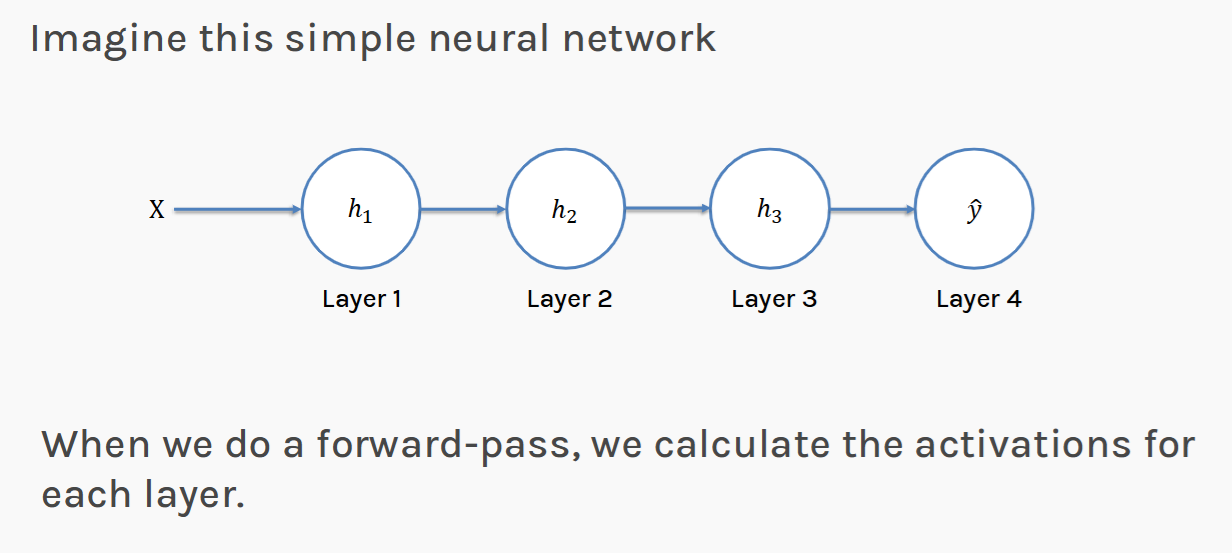 Imagine this simple neural network
X
h₁
h₂
h₃
ŷ
Layer 1
Layer 2
Layer 3
Layer 4
When we do a forward-pass, we calculate the activations for
each layer.